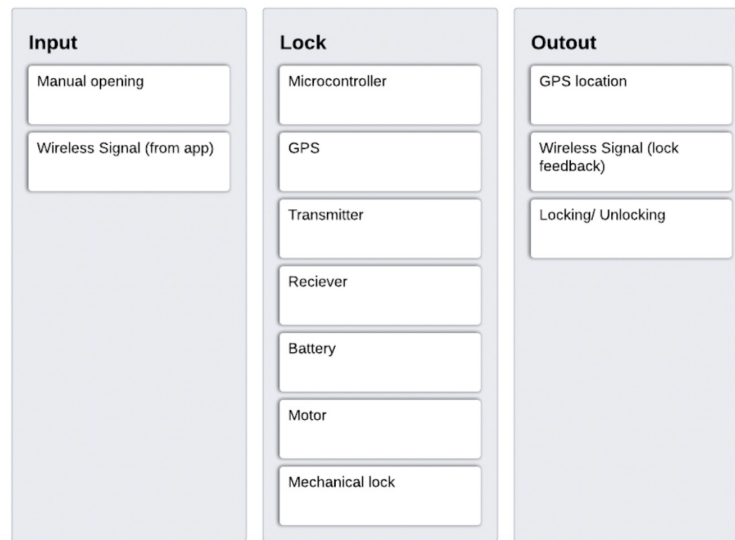 Input
Manual opening
Wireless Signal (from app)
Lock
Microcontroller
GPS
Transmitter
Reciever
Battery
Motor
Mechanical lock
Outout
GPS location
Wireless Signal (lock
feedback)
Locking/ Unlocking